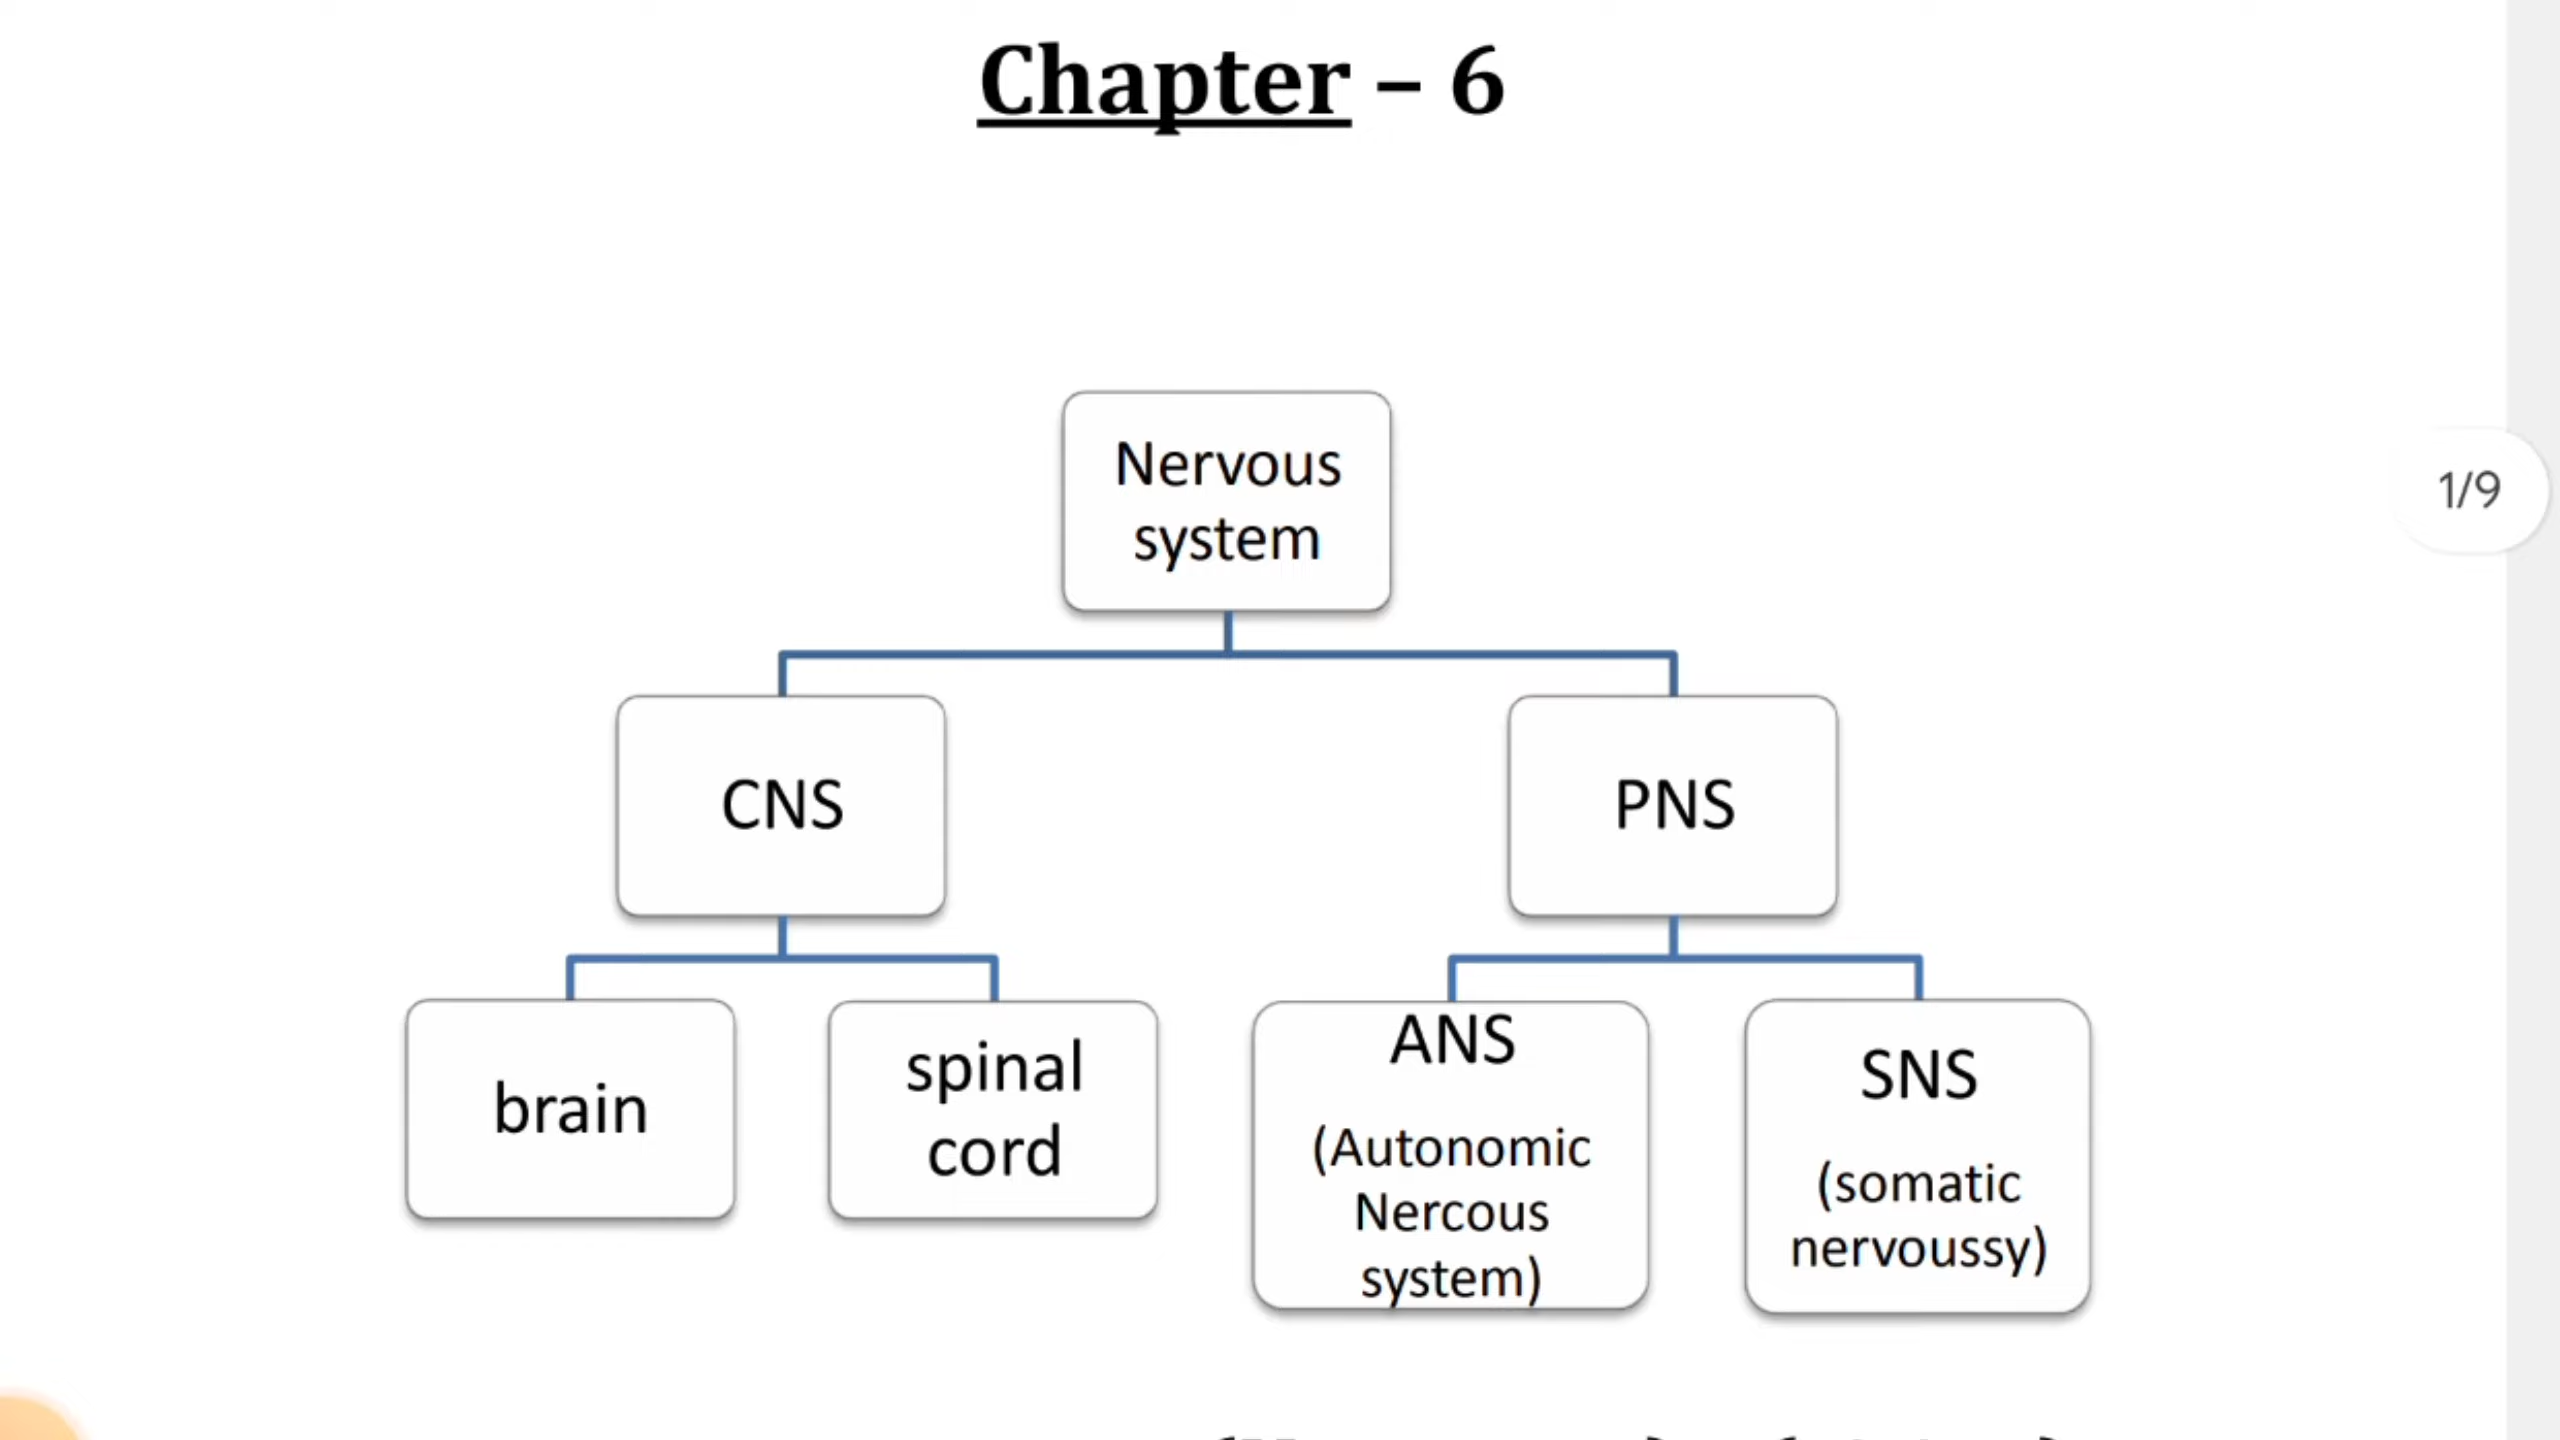 Chapter – 6
Nervous
system
1/9
CNS
PNS
brain
spinal
cord
ANS
(Autonomic
Nercous
system)
SNS
(somatic
nervoussy)